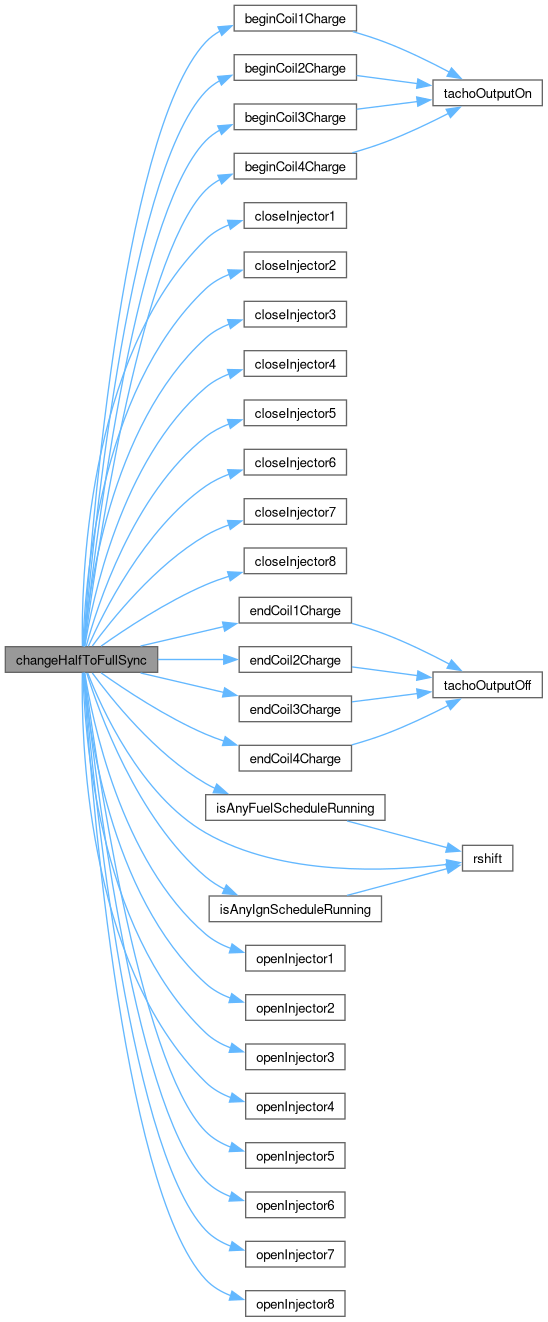 beginCoil1Charge
beginCoil2Charge
tachoOutputOn
beginCoil3Charge
beginCoil4Charge
closeInjector1
closeInjector2
closeInjector3
closeInjector4
closeInjector5
closeInjector6
closeInjector7
closeInjector8
endCoil1Charge
changeHalfToFullSync
endCoil2Charge
tachoOutputOff
endCoil3Charge
endCoil4Charge
isAnyFuelScheduleRunning
rshift
isAnyIgnScheduleRunning
openInjector1
openInjector2
openInjector3
openInjector4
openInjector5
openInjector6
openInjector7
openInjector8